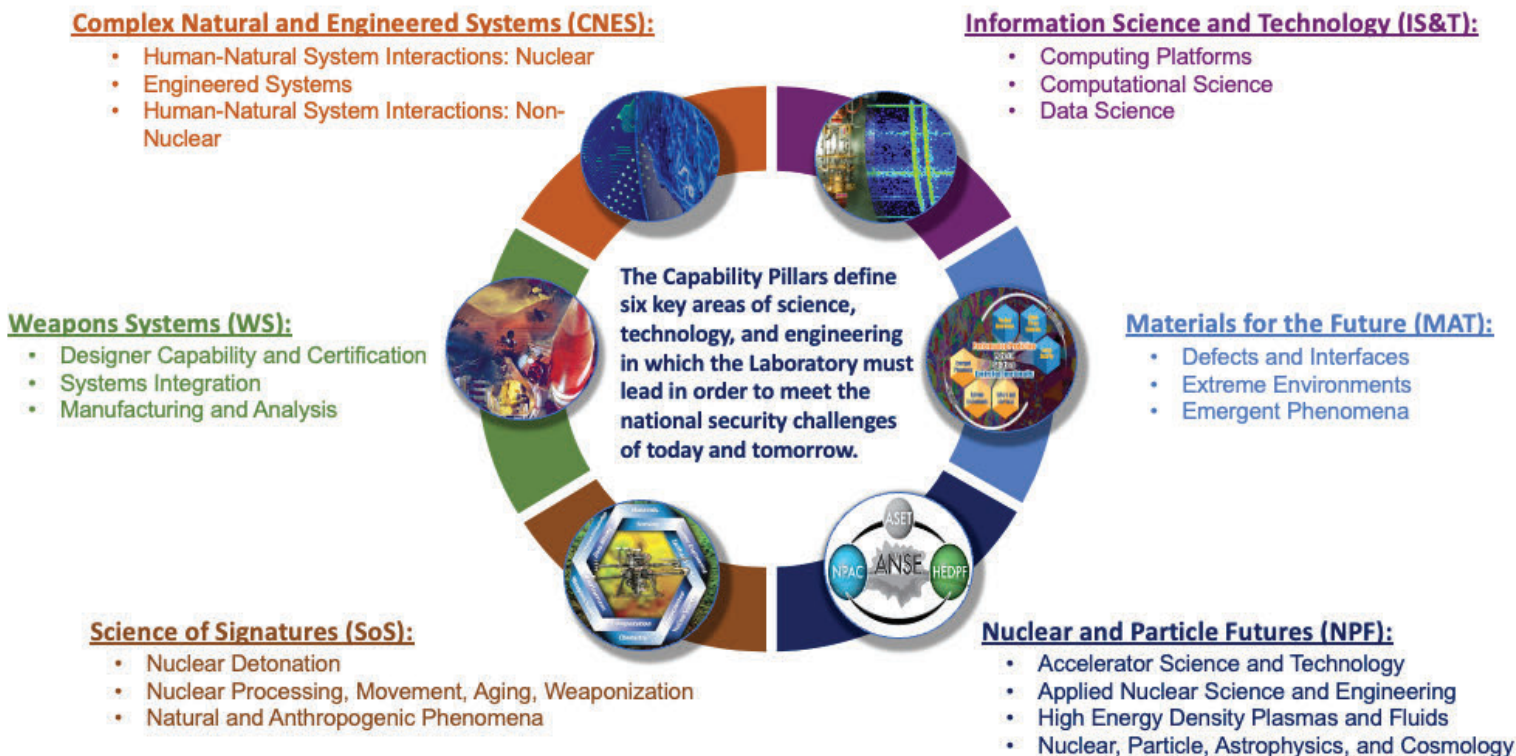 Complex Natural and Engineered Systems (CNES):
• Human-Natural System Interactions: Nuclear
• Engineered Systems
• Human-Natural System Interactions: Non-
Nuclear
Information Science and Technology (IS&T):
• Computing Platforms
• Computational Science
• Data Science
The Capability Pillars define
six key areas of science,
technology, and engineering
in which the Laboratory must
lead in order to meet the
national security challenges
of today and tomorrow.
Weapons Systems (WS):
• Designer Capability and Certification
• Systems Integration
• Manufacturing and Analysis
Materials for the Future (MAT):
• Defects and Interfaces
• Extreme Environments
• Emergent Phenomena
ASET
NPAC
ANSE
HEDPF
Science of Signatures (SoS):
• Nuclear Detonation
• Nuclear Processing, Movement, Aging, Weaponization
• Natural and Anthropogenic Phenomena
Nuclear and Particle Futures (NPF):
• Accelerator Science and Technology
• Applied Nuclear Science and Engineering
• High Energy Density Plasmas and Fluids
• Nuclear, Particle, Astrophysics, and Cosmology